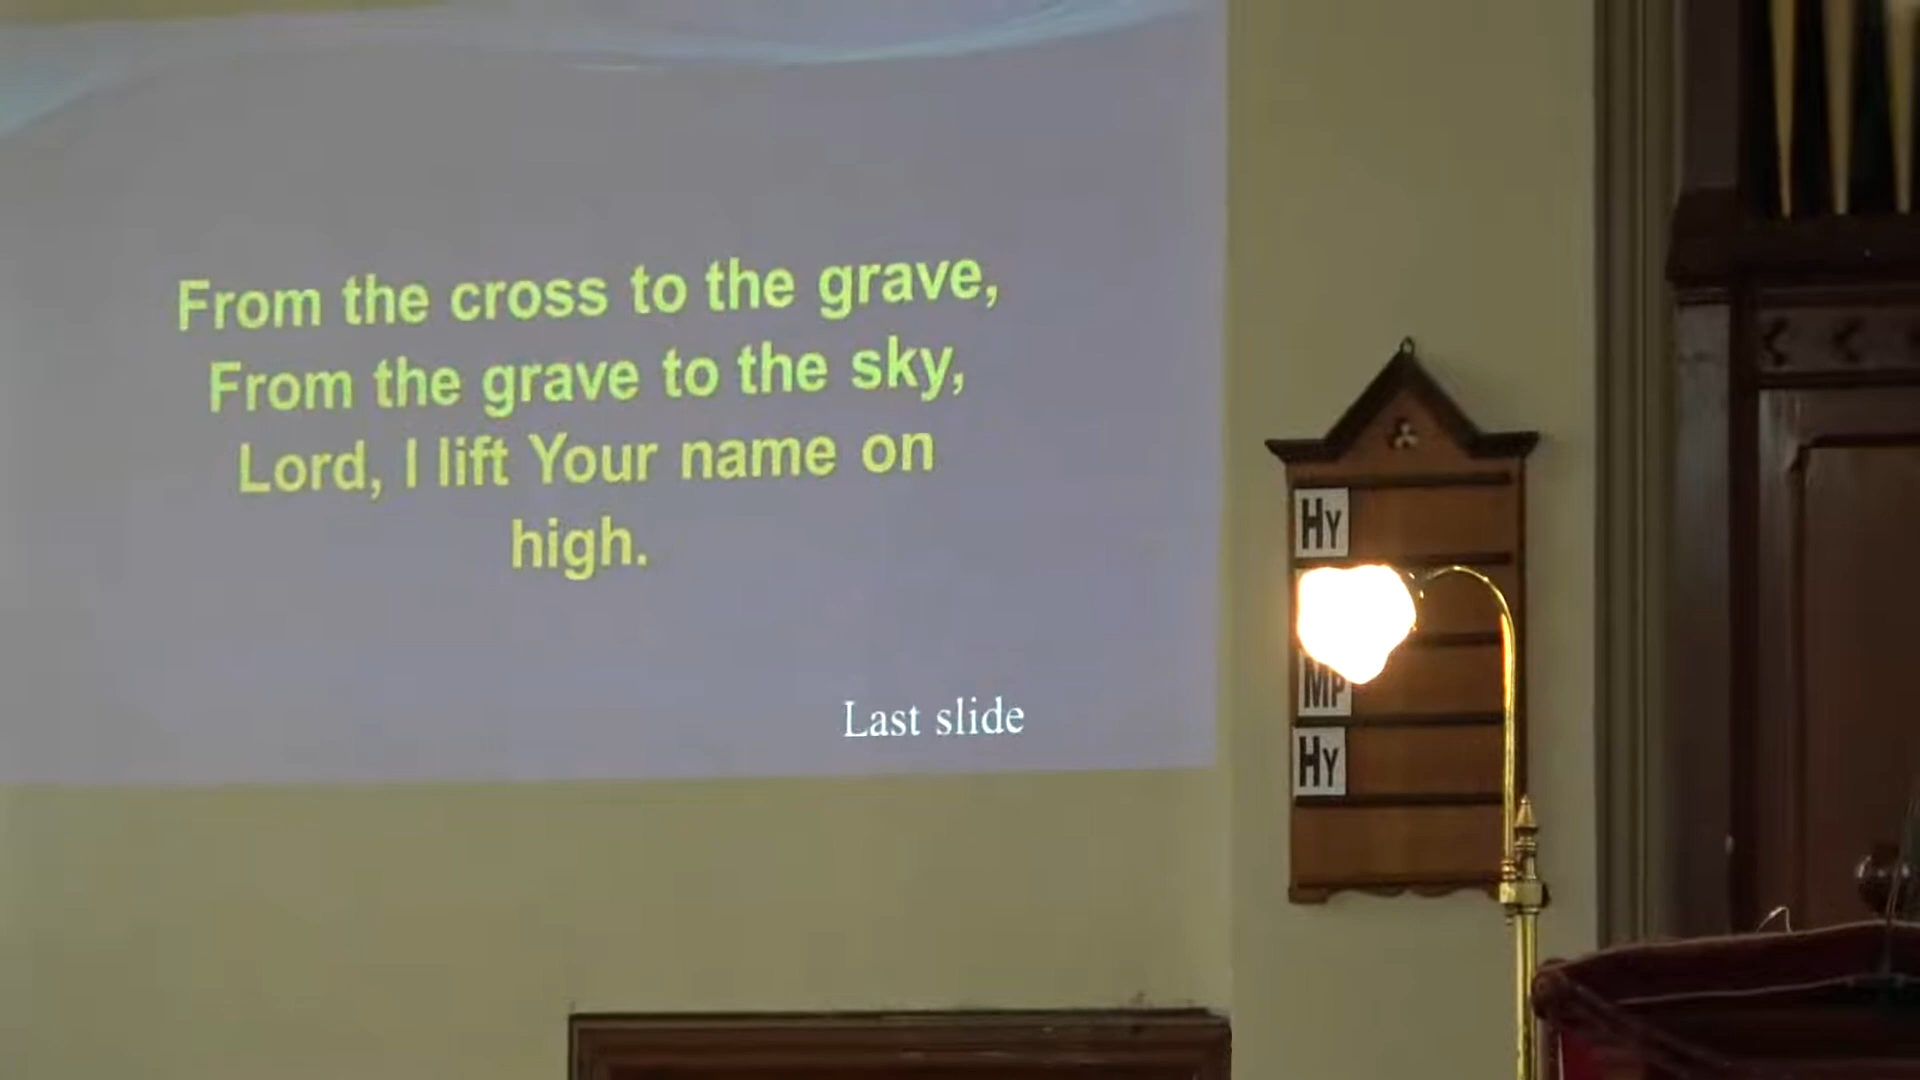 From the cross to the grave,
From the grave to the sky,
Lord, I lift Your name on
high.
Last slide
HY
MP
HY